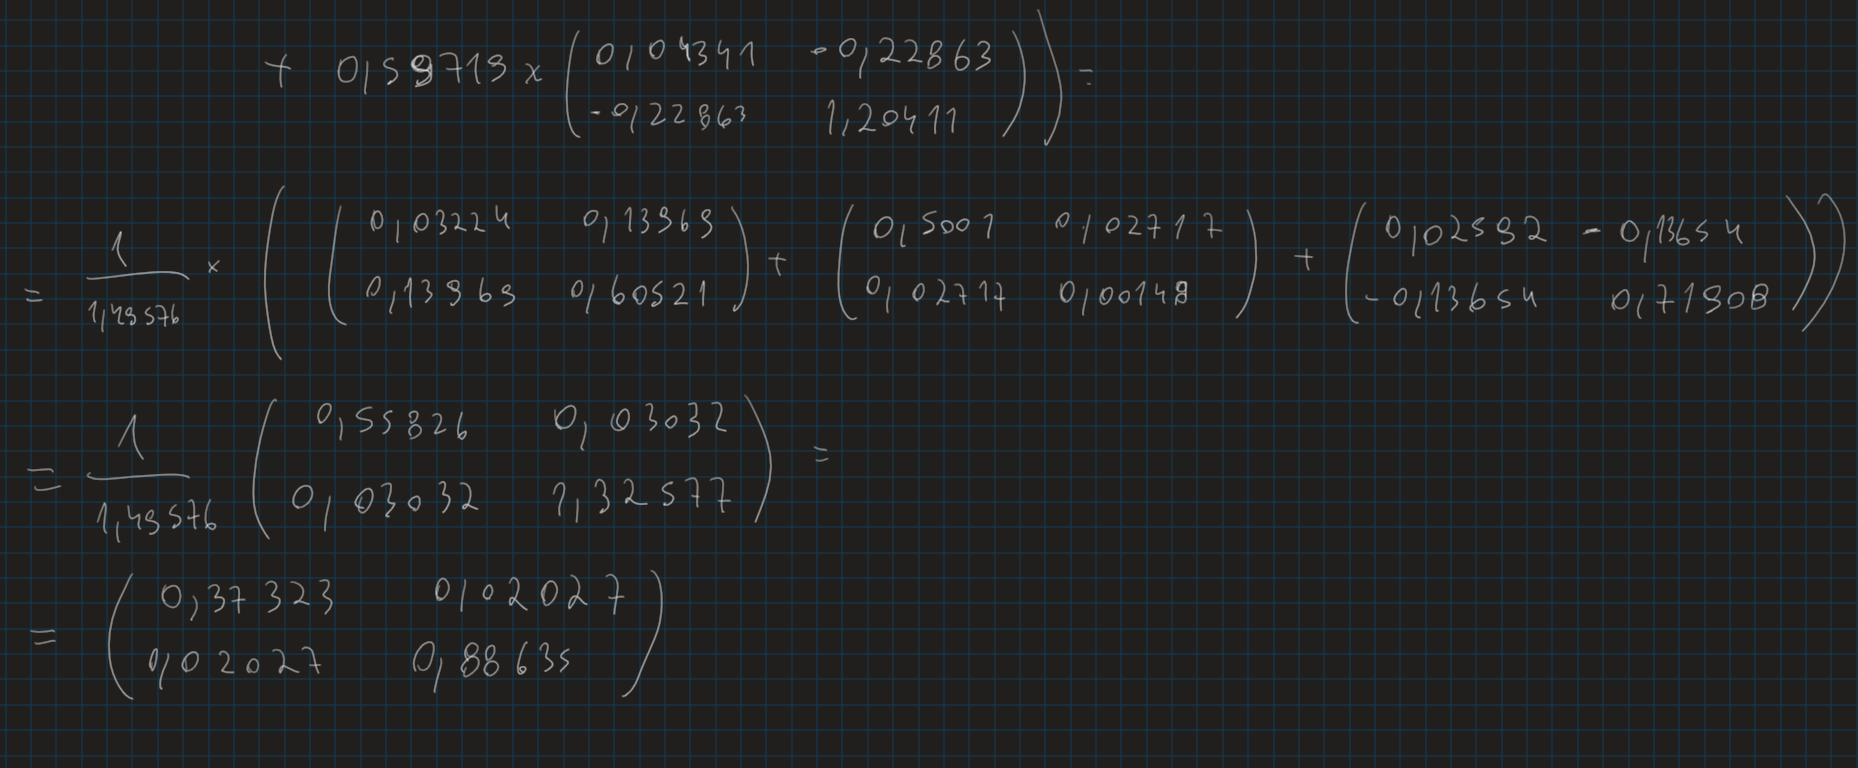 + 0,59719 × ( 0,04341 -0,22863 ) ) =
( -0,22863 1,20411 )
= 1/1,49576 × ( ( 0,03224 0,13969 ) + ( 0,5001 0,02717 ) + ( 0,02592 -0,13654 ) )
( 0,13969 0,60521 ) ( 0,02717 0,00148 ) ( -0,13654 0,71908 )
= 1/1,49576 ( 0,55826 0,03032 ) =
( 0,03032 1,32577 )
= ( 0,37323 0,02027 )
( 0,02027 0,88635 )